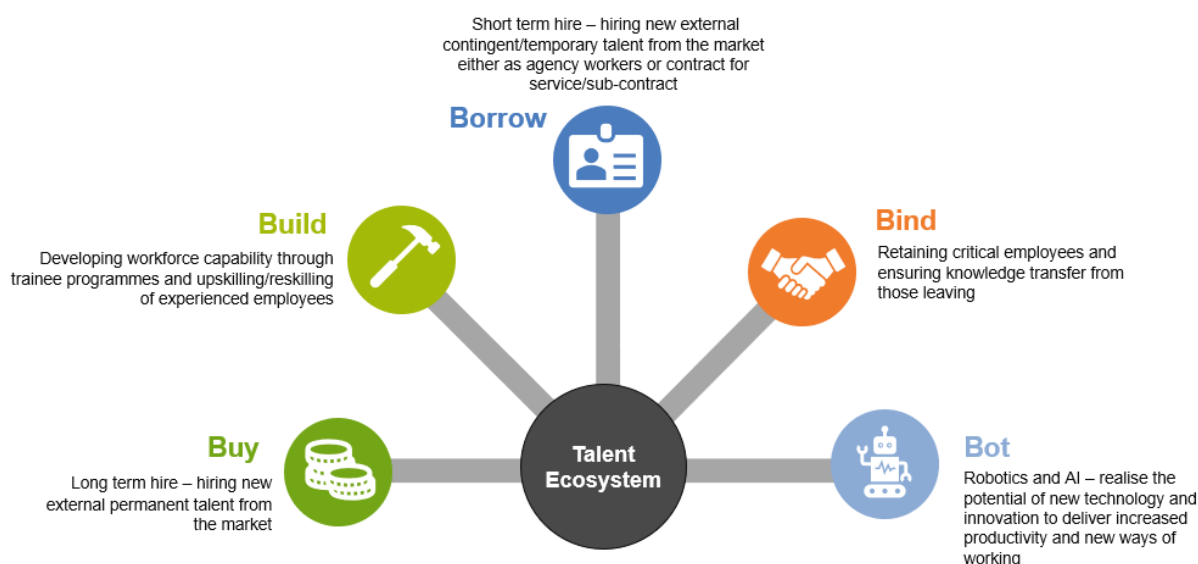 Short term hire – hiring new external
contingent/temporary talent from the market
either as agency workers or contract for
service/sub-contract
Borrow
Build
Developing workforce capability through
trainee programmes and upskilling/reskilling
of experienced employees
Bind
Retaining critical employees and
ensuring knowledge transfer from
those leaving
Buy
Long term hire – hiring new
external permanent talent from
the market
Talent
Ecosystem
Bot
Robotics and AI – realise the
potential of new technology and
innovation to deliver increased
productivity and new ways of
working